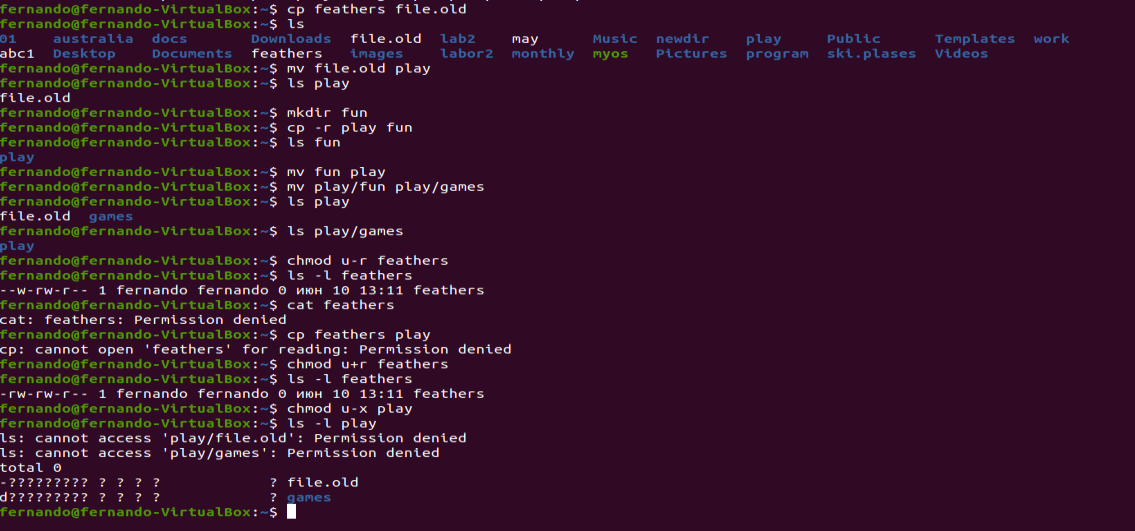 fernando@fernando-VirtualBox:~$ cp feathers file.old
fernando@fernando-VirtualBox:~$ ls
01    australia  docs       Downloads  file.old  lab2    may      Music  newdir    play     Public      Templates  work
abc1  Desktop    Documents  feathers   images    labor2  monthly  myos   Pictures  program  ski.plases  Videos
fernando@fernando-VirtualBox:~$ mv file.old play
fernando@fernando-VirtualBox:~$ ls play
file.old
fernando@fernando-VirtualBox:~$ mkdir fun
fernando@fernando-VirtualBox:~$ cp -r play fun
fernando@fernando-VirtualBox:~$ ls fun
play
fernando@fernando-VirtualBox:~$ mv fun play
fernando@fernando-VirtualBox:~$ mv play/fun play/games
fernando@fernando-VirtualBox:~$ ls play
file.old  games
fernando@fernando-VirtualBox:~$ ls play/games
play
fernando@fernando-VirtualBox:~$ chmod u-r feathers
fernando@fernando-VirtualBox:~$ ls -l feathers
--w-rw-r-- 1 fernando fernando 0 июн 10 13:11 feathers
fernando@fernando-VirtualBox:~$ cat feathers
cat: feathers: Permission denied
fernando@fernando-VirtualBox:~$ cp feathers play
cp: cannot open 'feathers' for reading: Permission denied
fernando@fernando-VirtualBox:~$ chmod u+r feathers
fernando@fernando-VirtualBox:~$ ls -l feathers
-rw-rw-r-- 1 fernando fernando 0 июн 10 13:11 feathers
fernando@fernando-VirtualBox:~$ chmod u-x play
fernando@fernando-VirtualBox:~$ ls -l play
ls: cannot access 'play/file.old': Permission denied
ls: cannot access 'play/games': Permission denied
total 0
-????????? ? ? ? ?            ? file.old
d????????? ? ? ? ?            ? games
fernando@fernando-VirtualBox:~$